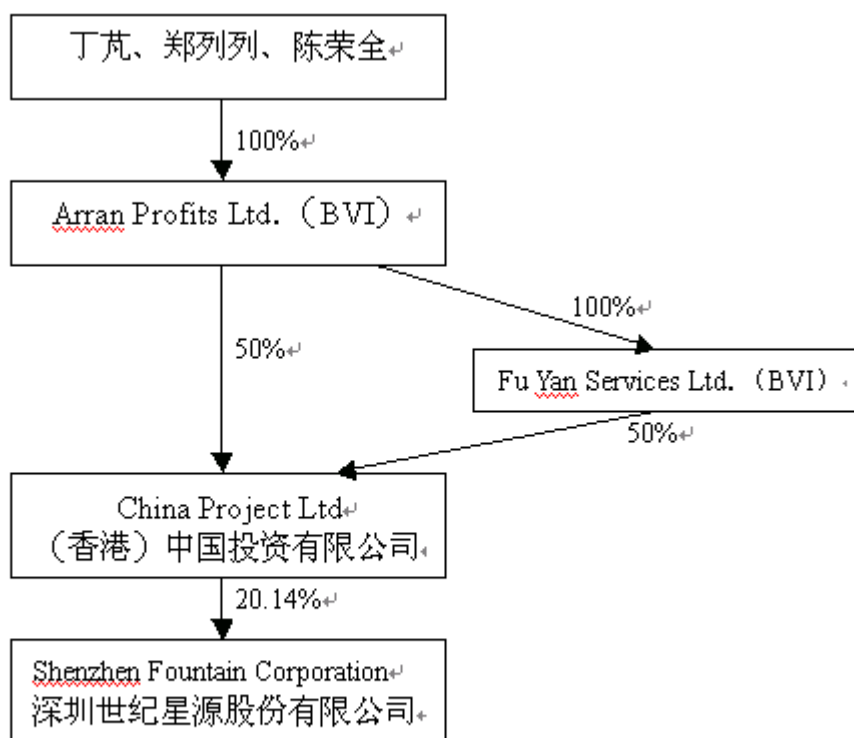 丁芃、郑列列、陈荣全
100%
Arran Profits Ltd.（BVI）
100%
50%
Fu Yan Services Ltd.（BVI）
50%
China Project Ltd
（香港）中国投资有限公司
20.14%
Shenzhen Fountain Corporation
深圳世纪星源股份有限公司